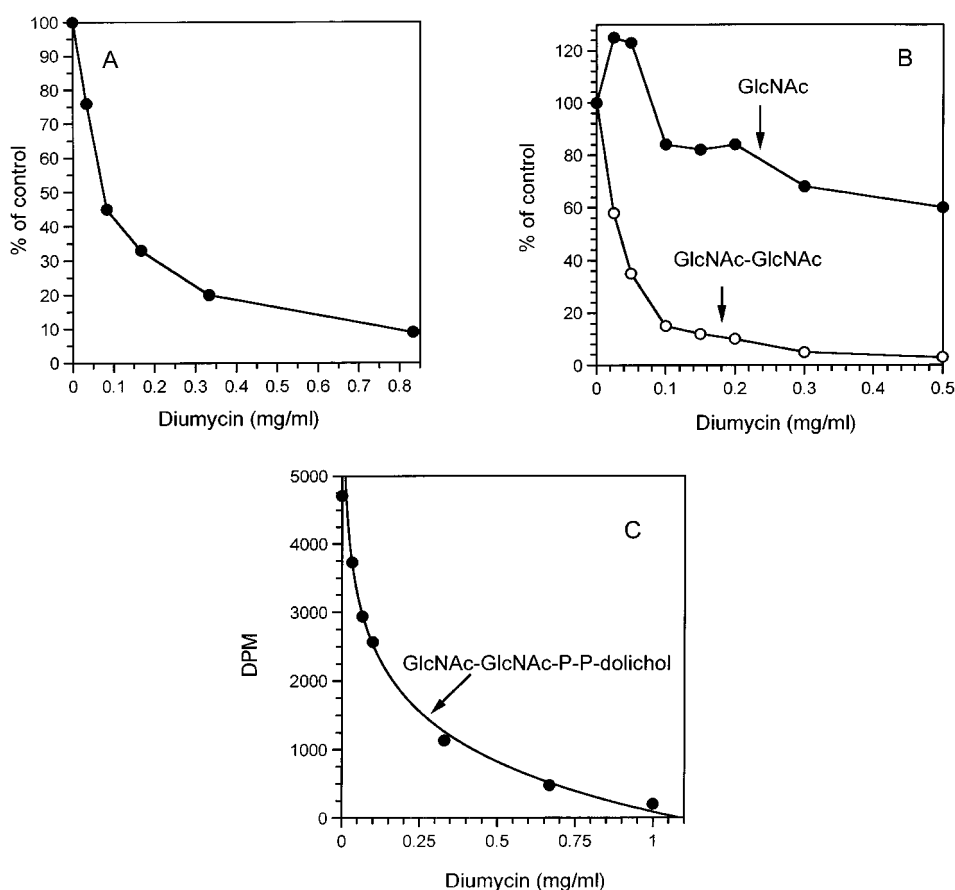 A
% of control
100
90
80
70
60
50
40
30
20
10
0
0 0.1 0.2 0.3 0.4 0.5 0.6 0.7 0.8
Diumycin (mg/ml)
B
% of control
120
100
80
60
40
20
0
GlcNAc
GlcNAc-GlcNAc
0 0.1 0.2 0.3 0.4 0.5
Diumycin (mg/ml)
C
DPM
5000
4000
3000
2000
1000
0
GlcNAc-GlcNAc-P-P-dolichol
0 0.25 0.5 0.75 1
Diumycin (mg/ml)